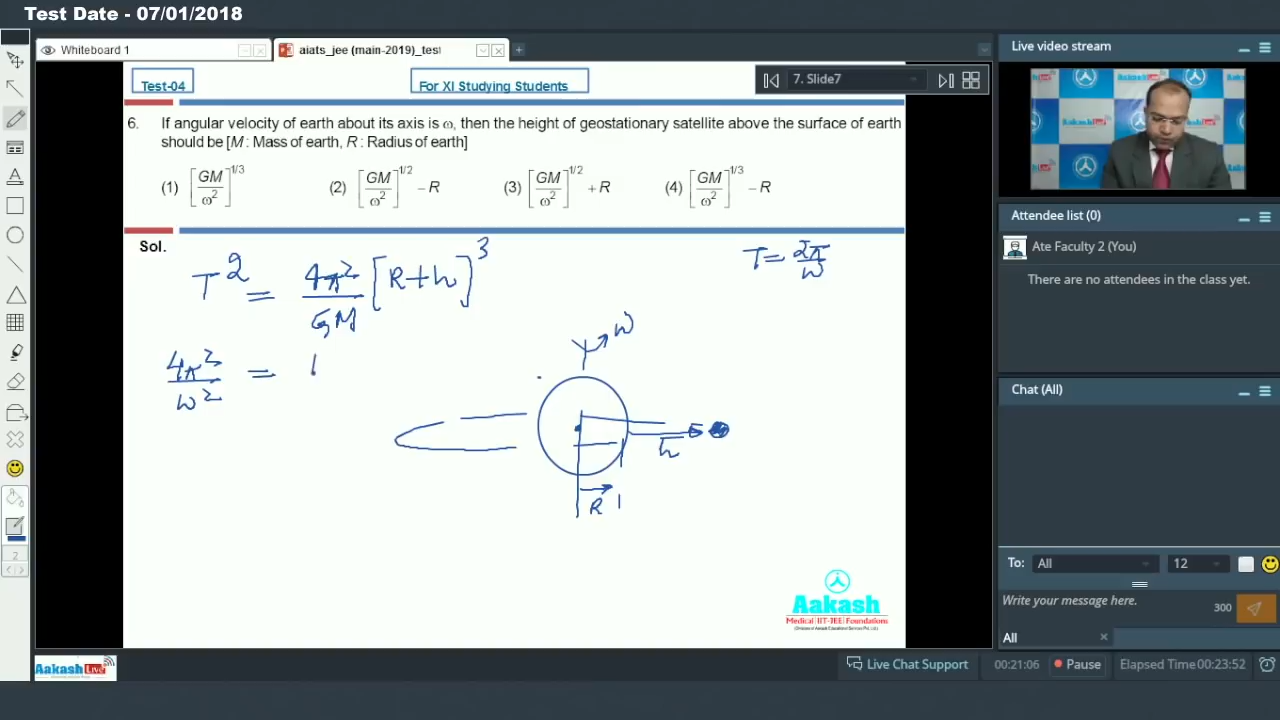 Test Date - 07/01/2018
Whiteboard 1
aiats_jee (main-2019)_test
Live video stream
Test-04
For XI Studying Students
7. Slide7
6. If angular velocity of earth about its axis is ω, then the height of geostationary satellite above the surface of earth
should be [M : Mass of earth, R : Radius of earth]
(1) [GM/ω²]^1/3 (2) [GM/ω²]^1/2 – R (3) [GM/ω²]^1/2 + R (4) [GM/ω²]^1/3 – R
Sol.
T² = 4π²/GM [R+h]³
T = 2π/ω
4π²/ω² =
ω
h
R
Aakash
Medical|IIT-JEE|Foundations
Attendee list (0)
Ate Faculty 2 (You)
There are no attendees in the class yet.
Chat (All)
To: All 12
Write your message here. 300
All
2
Aakash Live
Live Chat Support
00:21:06
Pause
Elapsed Time 00:23:52